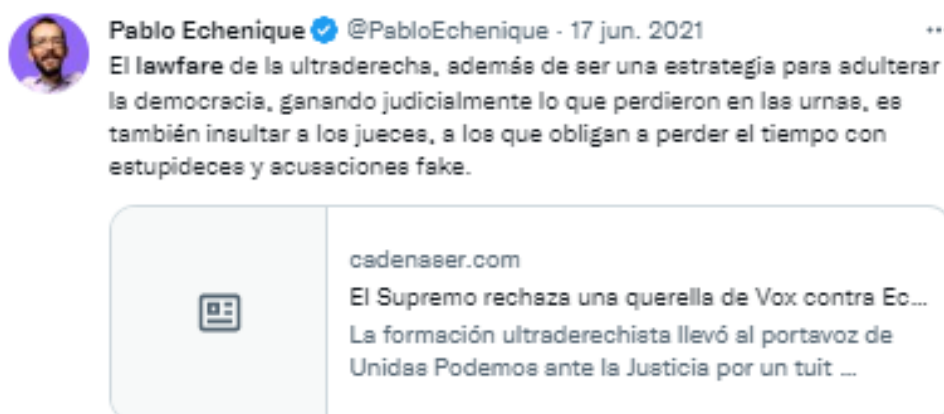 Pablo Echenique @PabloEchenique · 17 jun. 2021
El lawfare de la ultraderecha, además de ser una estrategia para adulterar
la democracia, ganando judicialmente lo que perdieron en las urnas, es
también insultar a los jueces, a los que obligan a perder el tiempo con
estupideces y acusaciones fake.
cadenaser.com
El Supremo rechaza una querella de Vox contra Ec...
La formación ultraderechista llevó al portavoz de
Unidas Podemos ante la Justicia por un tuit ...